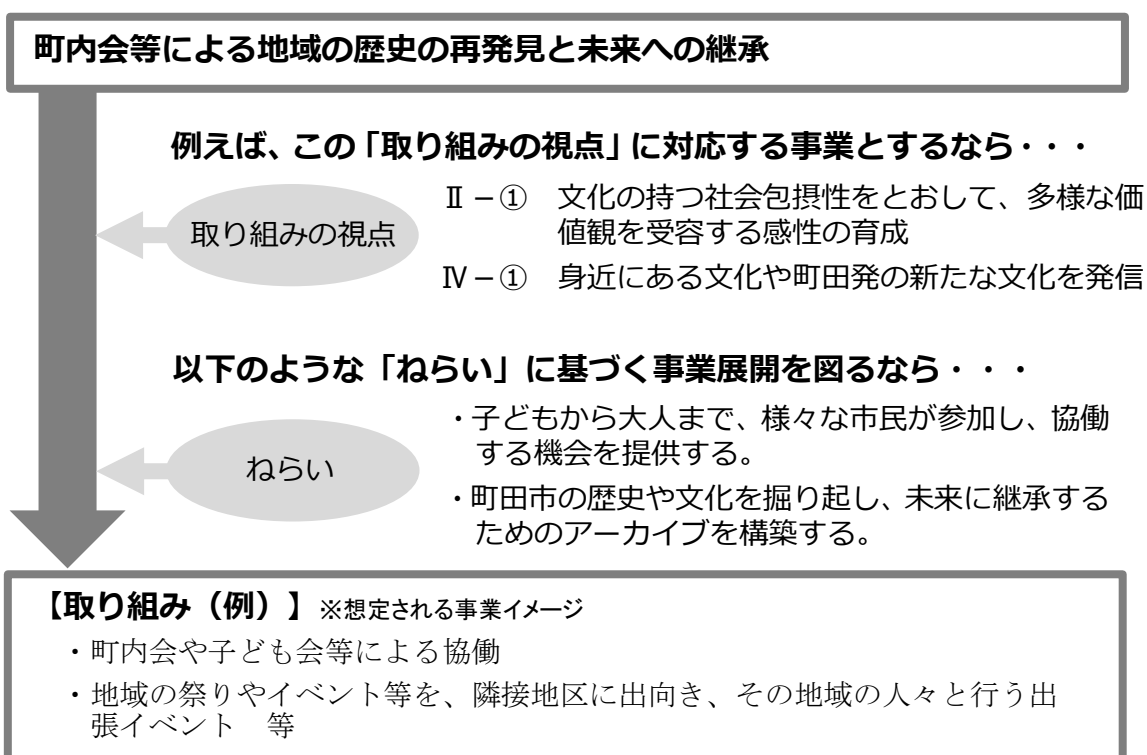 町内会等による地域の歴史の再発見と未来への継承
例えば、この「取り組みの視点」に対応する事業とするなら・・・
取り組みの視点
Ⅱ－① 文化の持つ社会包摂性をとおして、多様な価
値観を受容する感性の育成
Ⅳ－① 身近にある文化や町田発の新たな文化を発信
以下のような「ねらい」に基づく事業展開を図るなら・・・
ねらい
・子どもから大人まで、様々な市民が参加し、協働
する機会を提供する。
・町田市の歴史や文化を掘り起し、未来に継承する
ためのアーカイブを構築する。
【取り組み（例）】※想定される事業イメージ
・町内会や子ども会等による協働
・地域の祭りやイベント等を、隣接地区に出向き、その地域の人々と行う出
張イベント　等